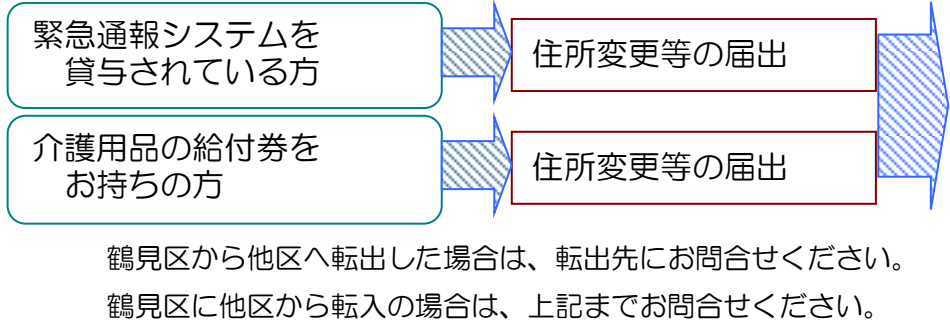 緊急通報システムを
貸与されている方
住所変更等の届出
介護用品の給付券を
お持ちの方
住所変更等の届出
鶴見区から他区へ転出した場合は、転出先にお問合せください。
鶴見区に他区から転入の場合は、上記までお問合せください。